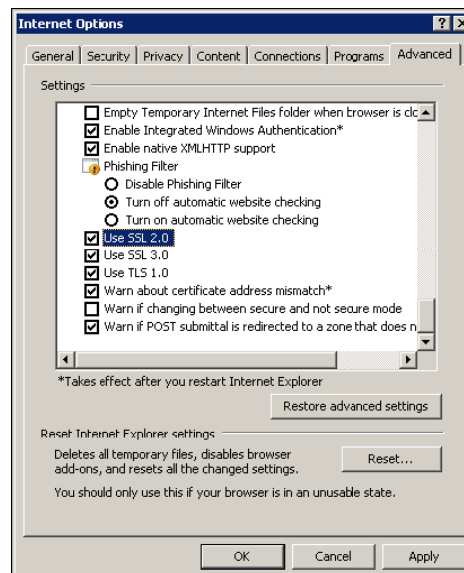 Internet Options
General Security Privacy Content Connections Programs Advanced
Settings
Empty Temporary Internet Files folder when browser is clo
Enable Integrated Windows Authentication*
Enable native XMLHTTP support
Phishing Filter
Disable Phishing Filter
Turn off automatic website checking
Turn on automatic website checking
Use SSL 2.0
Use SSL 3.0
Use TLS 1.0
Warn about certificate address mismatch*
Warn if changing between secure and not secure mode
Warn if POST submittal is redirected to a zone that does n
*Takes effect after you restart Internet Explorer
Restore advanced settings
Reset Internet Explorer settings
Deletes all temporary files, disables browser
add-ons, and resets all the changed settings.
Reset...
You should only use this if your browser is in an unusable state.
OK Cancel Apply